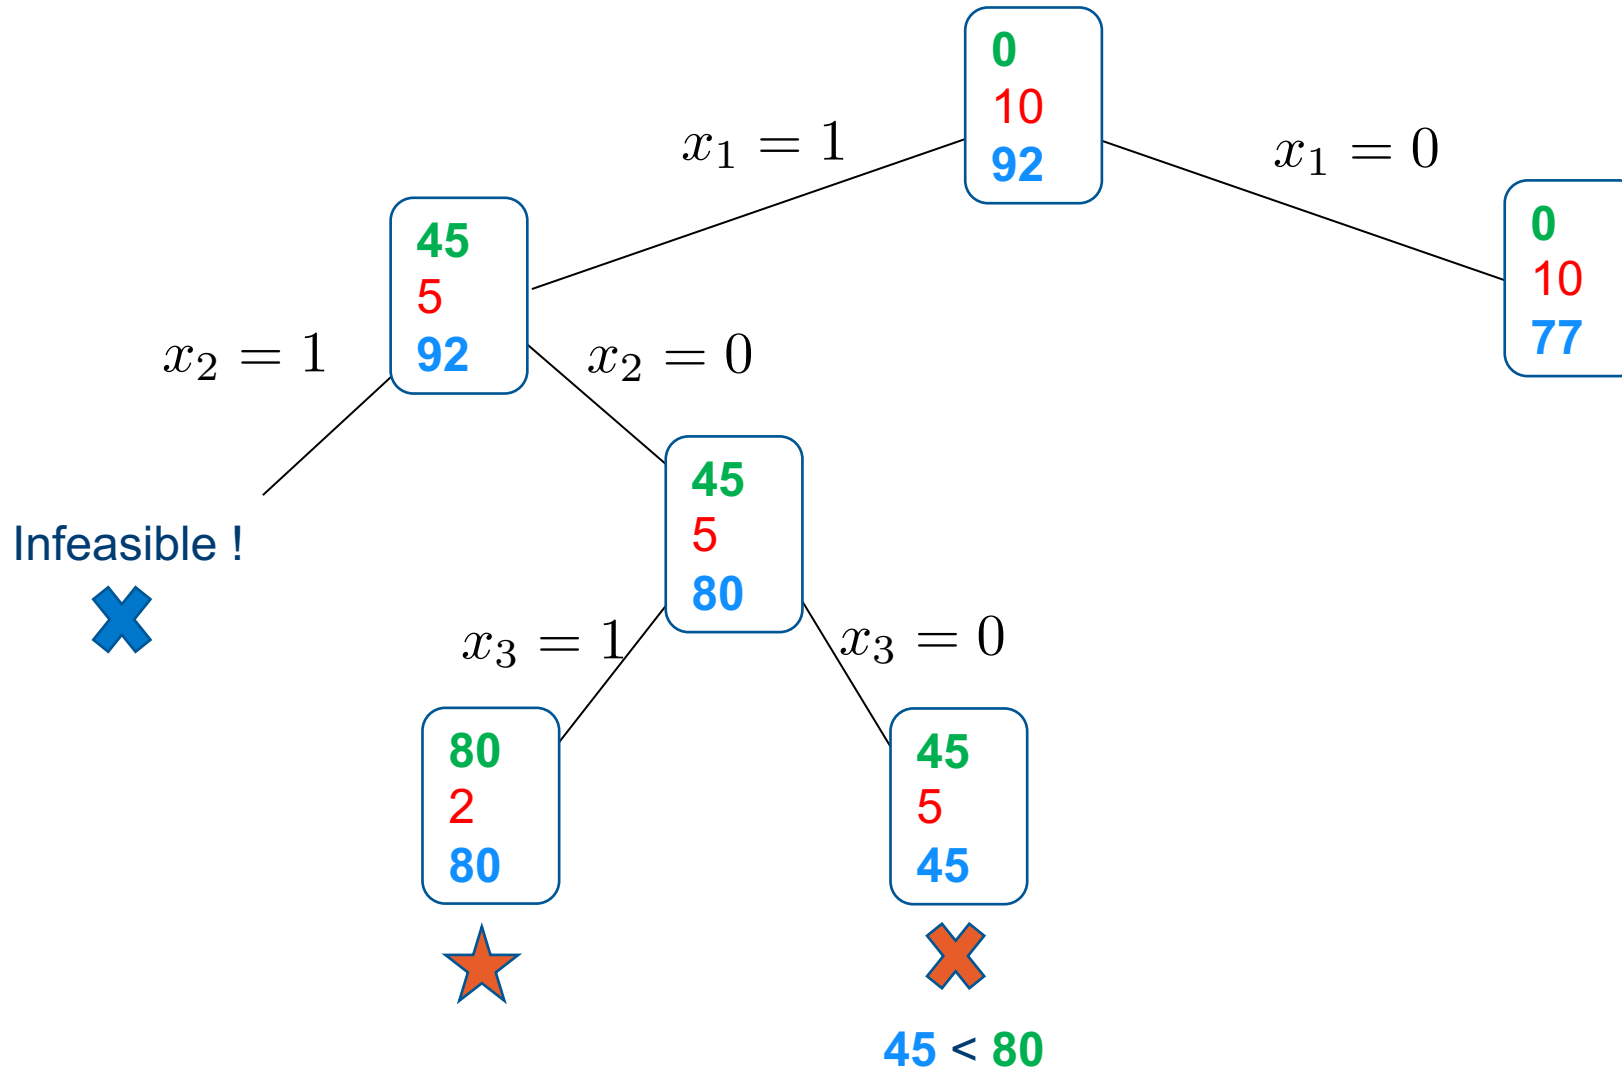 0
10
92
x₁ = 1
x₁ = 0
45
5
92
0
10
77
x₂ = 1
x₂ = 0
45
5
80
Infeasible !
x₃ = 1
x₃ = 0
80
2
80
45
5
45
45 < 80